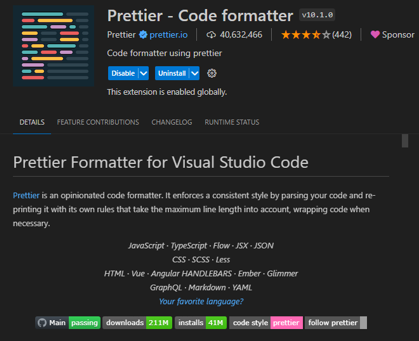 Prettier - Code formatter v10.1.0
Prettier prettier.io 40,632,466 (442) Sponsor
Code formatter using prettier
Disable Uninstall
This extension is enabled globally.
DETAILS FEATURE CONTRIBUTIONS CHANGELOG RUNTIME STATUS
Prettier Formatter for Visual Studio Code
Prettier is an opinionated code formatter. It enforces a consistent style by parsing your code and re-
printing it with its own rules that take the maximum line length into account, wrapping code when
necessary.
JavaScript · TypeScript · Flow · JSX · JSON
CSS · SCSS · Less
HTML · Vue · Angular HANDLEBARS · Ember · Glimmer
GraphQL · Markdown · YAML
Your favorite language?
Main passing downloads 211M installs 41M code style prettier follow prettier